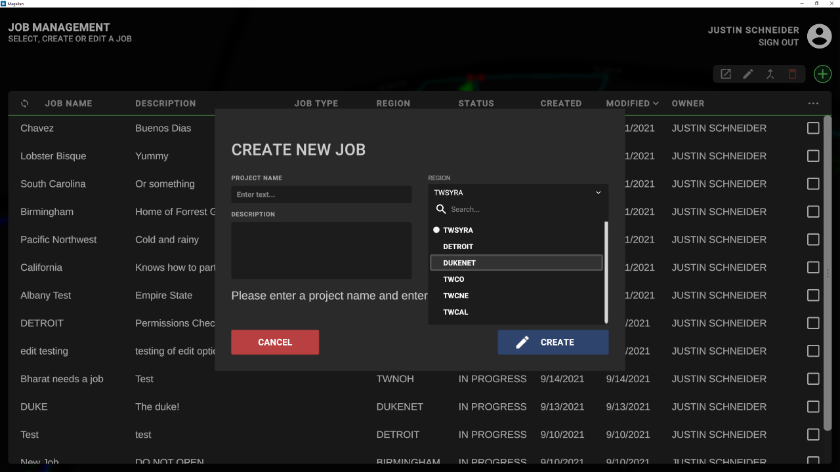 Mapdian
JOB MANAGEMENT
SELECT, CREATE OR EDIT A JOB
JUSTIN SCHNEIDER
SIGN OUT
JOB NAME DESCRIPTION JOB TYPE REGION STATUS CREATED MODIFIED OWNER
Chavez Buenos Dias 1/2021 JUSTIN SCHNEIDER
Lobster Bisque Yummy 1/2021 JUSTIN SCHNEIDER
South Carolina Or something 1/2021 JUSTIN SCHNEIDER
Birmingham Home of Forrest G 1/2021 JUSTIN SCHNEIDER
Pacific Northwest Cold and rainy 1/2021 JUSTIN SCHNEIDER
California Knows how to part 1/2021 JUSTIN SCHNEIDER
Albany Test Empire State 1/2021 JUSTIN SCHNEIDER
DETROIT Permissions Chec /2021 JUSTIN SCHNEIDER
edit testing testing of edit optio /2021 JUSTIN SCHNEIDER
Bharat needs a job Test TWNOH IN PROGRESS 9/14/2021 9/14/2021 JUSTIN SCHNEIDER
DUKE The duke! DUKENET IN PROGRESS 9/13/2021 9/13/2021 JUSTIN SCHNEIDER
Test test DETROIT IN PROGRESS 9/10/2021 9/10/2021 JUSTIN SCHNEIDER
New Job DO NOT OPEN BIRMINGHAM IN PROGRESS 9/10/2021 9/10/2021 JUSTIN SCHNEIDER
CREATE NEW JOB
PROJECT NAME
Enter text...
DESCRIPTION
Please enter a project name and enter
REGION
TWSYRA
Search...
TWSYRA
DETROIT
DUKENET
TWCO
TWCNE
TWCAL
CANCEL
CREATE